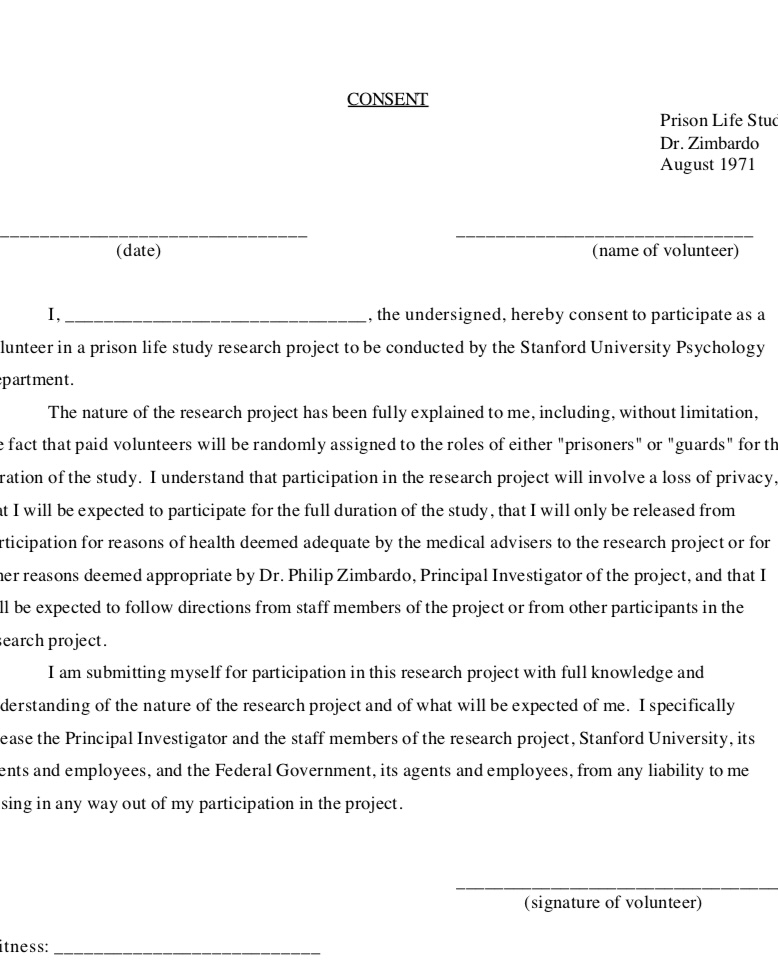 CONSENT
Prison Life Stud
Dr. Zimbardo
August 1971
_______________________________ ______________________________
(date) (name of volunteer)
I, _______________________________, the undersigned, hereby consent to participate as a
lunteer in a prison life study research project to be conducted by the Stanford University Psychology
epartment.
The nature of the research project has been fully explained to me, including, without limitation,
e fact that paid volunteers will be randomly assigned to the roles of either "prisoners" or "guards" for th
ration of the study. I understand that participation in the research project will involve a loss of privacy,
at I will be expected to participate for the full duration of the study, that I will only be released from
rticipation for reasons of health deemed adequate by the medical advisers to the research project or for
her reasons deemed appropriate by Dr. Philip Zimbardo, Principal Investigator of the project, and that I
ll be expected to follow directions from staff members of the project or from other participants in the
search project.
I am submitting myself for participation in this research project with full knowledge and
derstanding of the nature of the research project and of what will be expected of me. I specifically
ease the Principal Investigator and the staff members of the research project, Stanford University, its
ents and employees, and the Federal Government, its agents and employees, from any liability to me
sing in any way out of my participation in the project.
_________________________________
(signature of volunteer)
itness: ___________________________